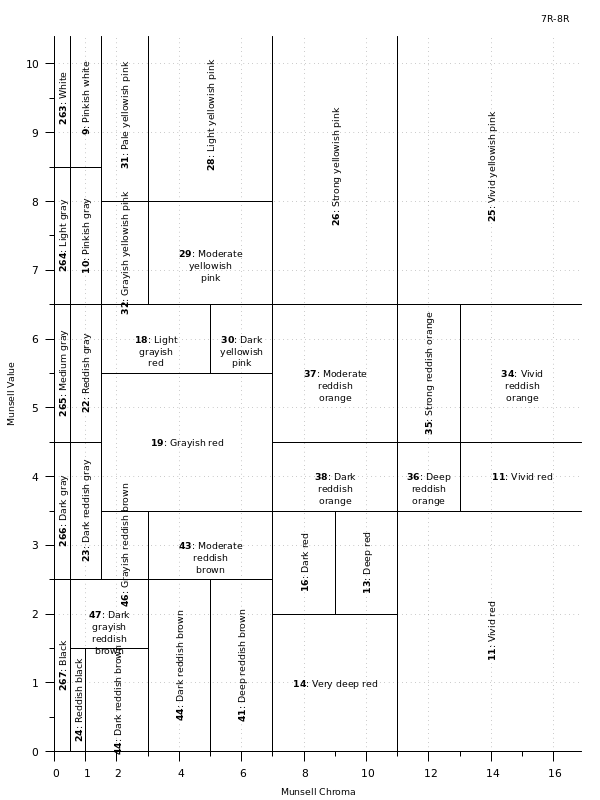 7R-8R
10
9
8
7
6
5
4
3
2
1
0
Munsell Value
263: White
9: Pinkish white
31: Pale yellowish pink
28: Light yellowish pink
26: Strong yellowish pink
25: Vivid yellowish pink
264: Light gray
10: Pinkish gray
32: Grayish yellowish pink
29: Moderate
yellowish
pink
265: Medium gray
22: Reddish gray
18: Light
grayish
red
30: Dark
yellowish
pink
37: Moderate
reddish
orange
35: Strong reddish orange
34: Vivid
reddish
orange
19: Grayish red
266: Dark gray
23: Dark reddish gray
38: Dark
reddish
orange
36: Deep
reddish
orange
11: Vivid red
46: Grayish reddish brown
43: Moderate
reddish
brown
16: Dark red
13: Deep red
47: Dark
grayish
reddish
brown
267: Black
24: Reddish black
44: Dark reddish brown
44: Dark reddish brown
41: Deep reddish brown
14: Very deep red
11: Vivid red
0 1 2 4 6 8 10 12 14 16
Munsell Chroma